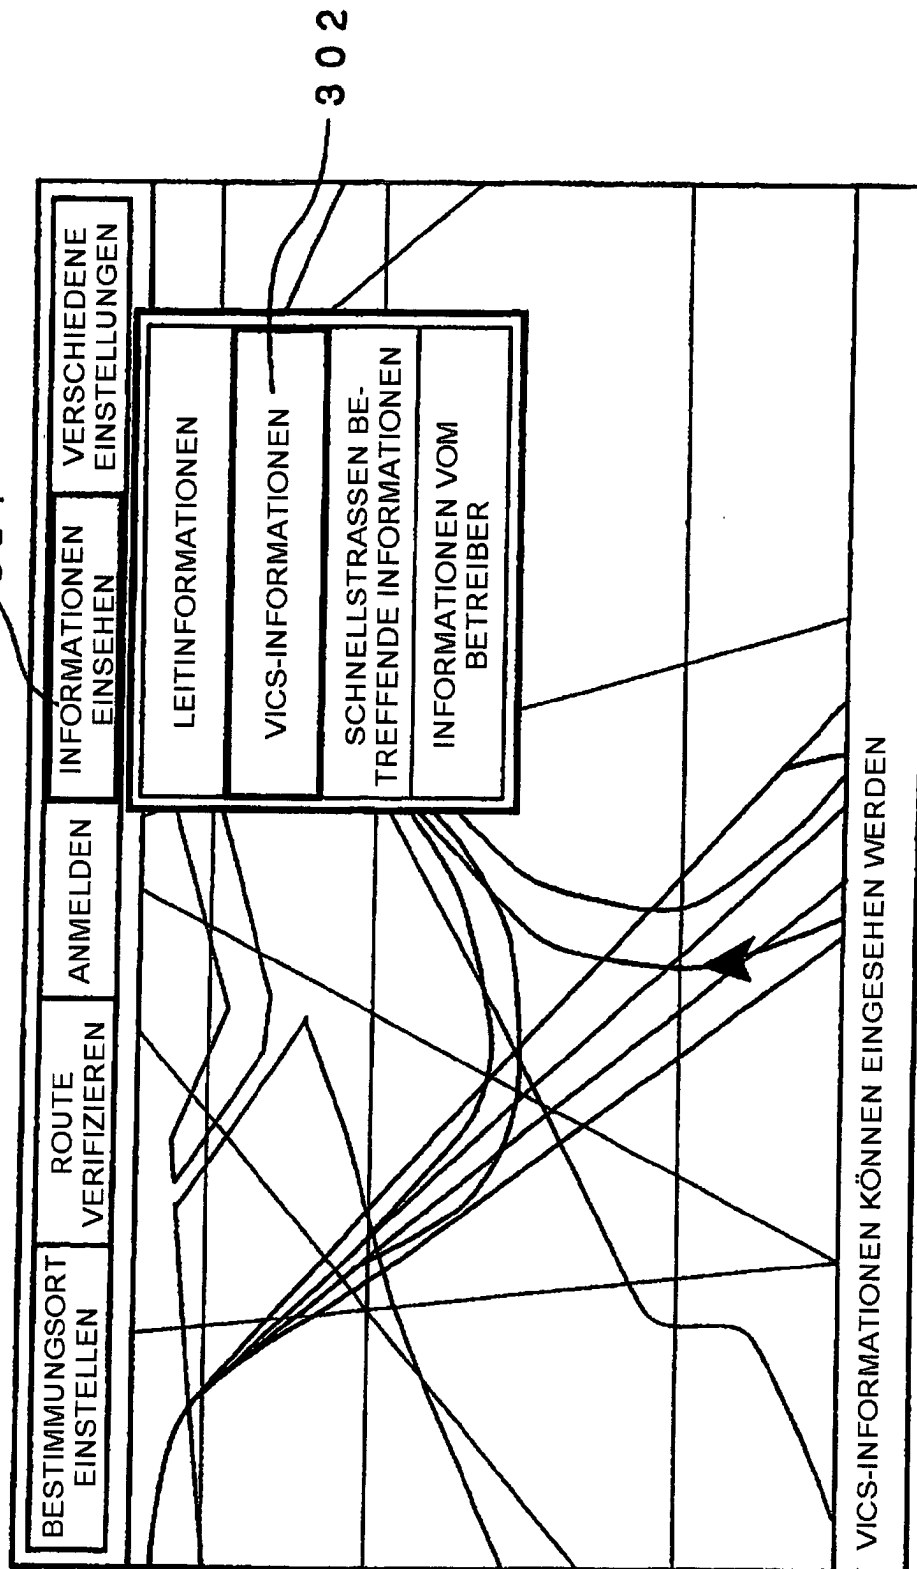 BESTIMMUNGSORT
EINSTELLEN
ROUTE
VERIFIZIEREN
ANMELDEN
INFORMATIONEN
EINSEHEN
VERSCHIEDENE
EINSTELLUNGEN
LEITINFORMATIONEN
VICS-INFORMATIONEN
SCHNELLSTRASSEN BE-
TREFFENDE INFORMATIONEN
INFORMATIONEN VOM
BETREIBER
302
VICS-INFORMATIONEN KÖNNEN EINGESEHEN WERDEN